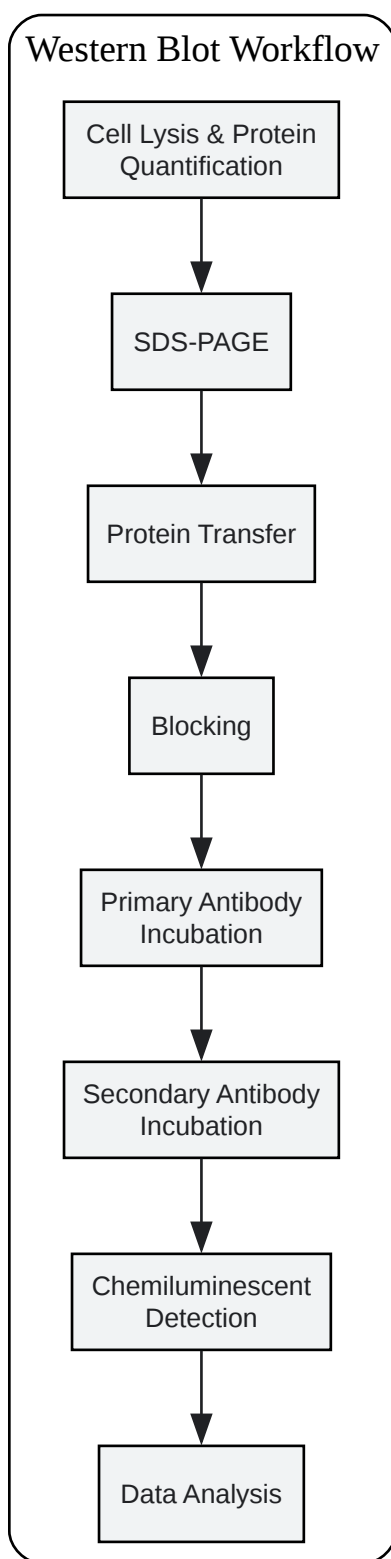 Western Blot Workflow
Cell Lysis & Protein
Quantification
SDS-PAGE
Protein Transfer
Blocking
Primary Antibody
Incubation
Secondary Antibody
Incubation
Chemiluminescent
Detection
Data Analysis